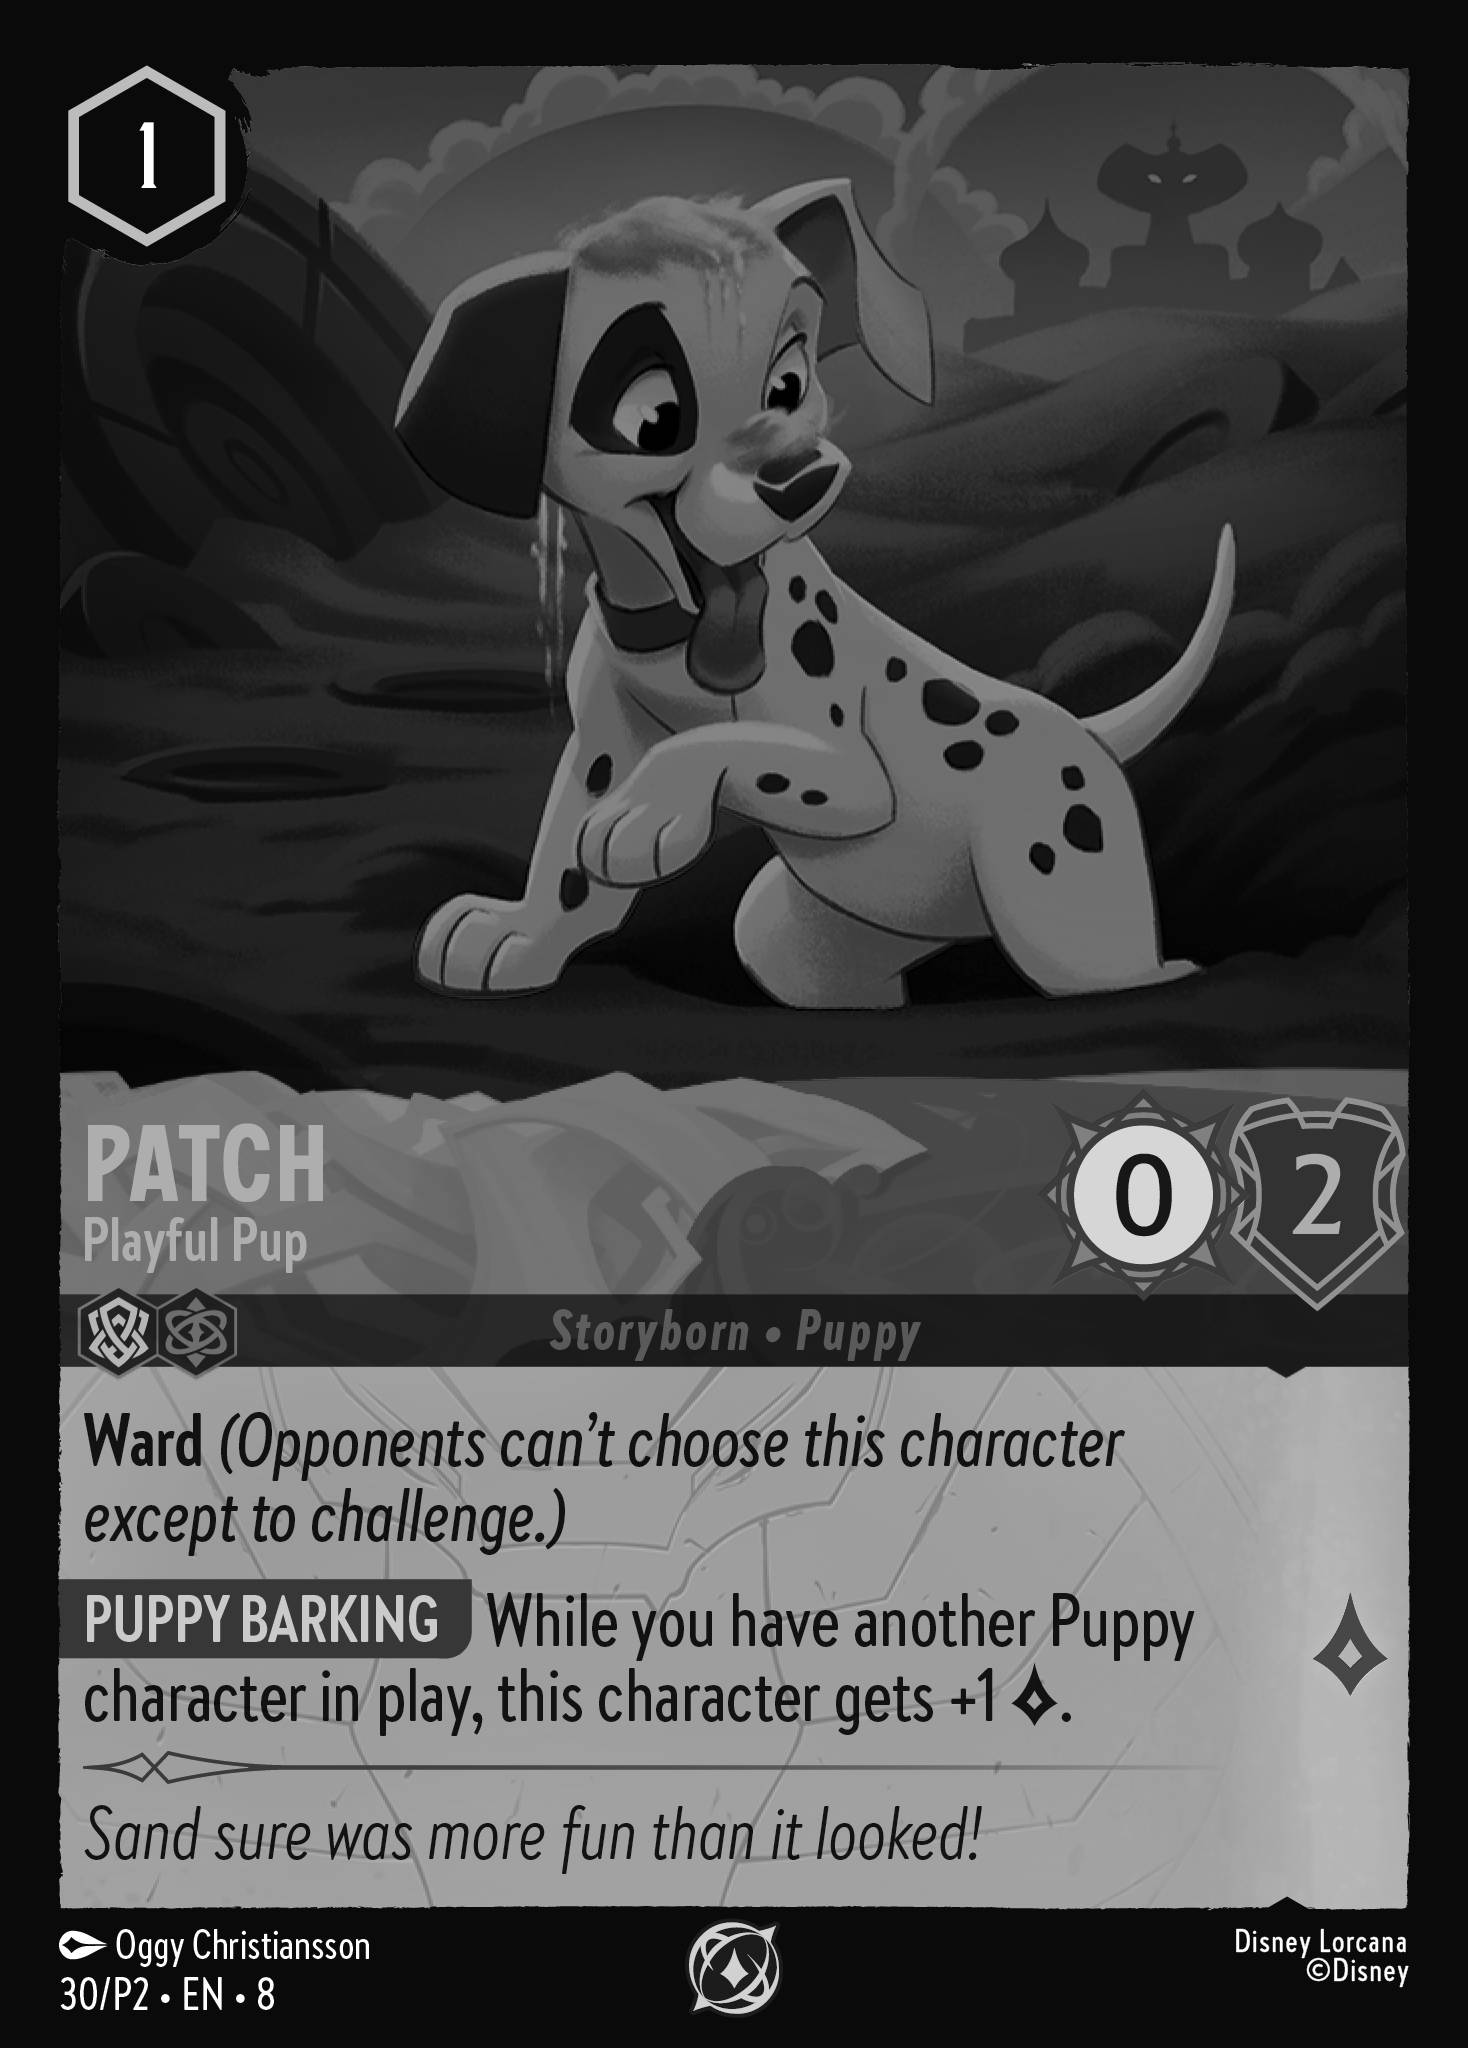 1
PATCH
Playful Pup
0
2
Storyborn • Puppy
Ward (Opponents can't choose this character
except to challenge.)
PUPPY BARKING While you have another Puppy
character in play, this character gets +1 .
Sand sure was more fun than it looked!
Oggy Christiansson
30/P2 • EN • 8
Disney Lorcana
©Disney